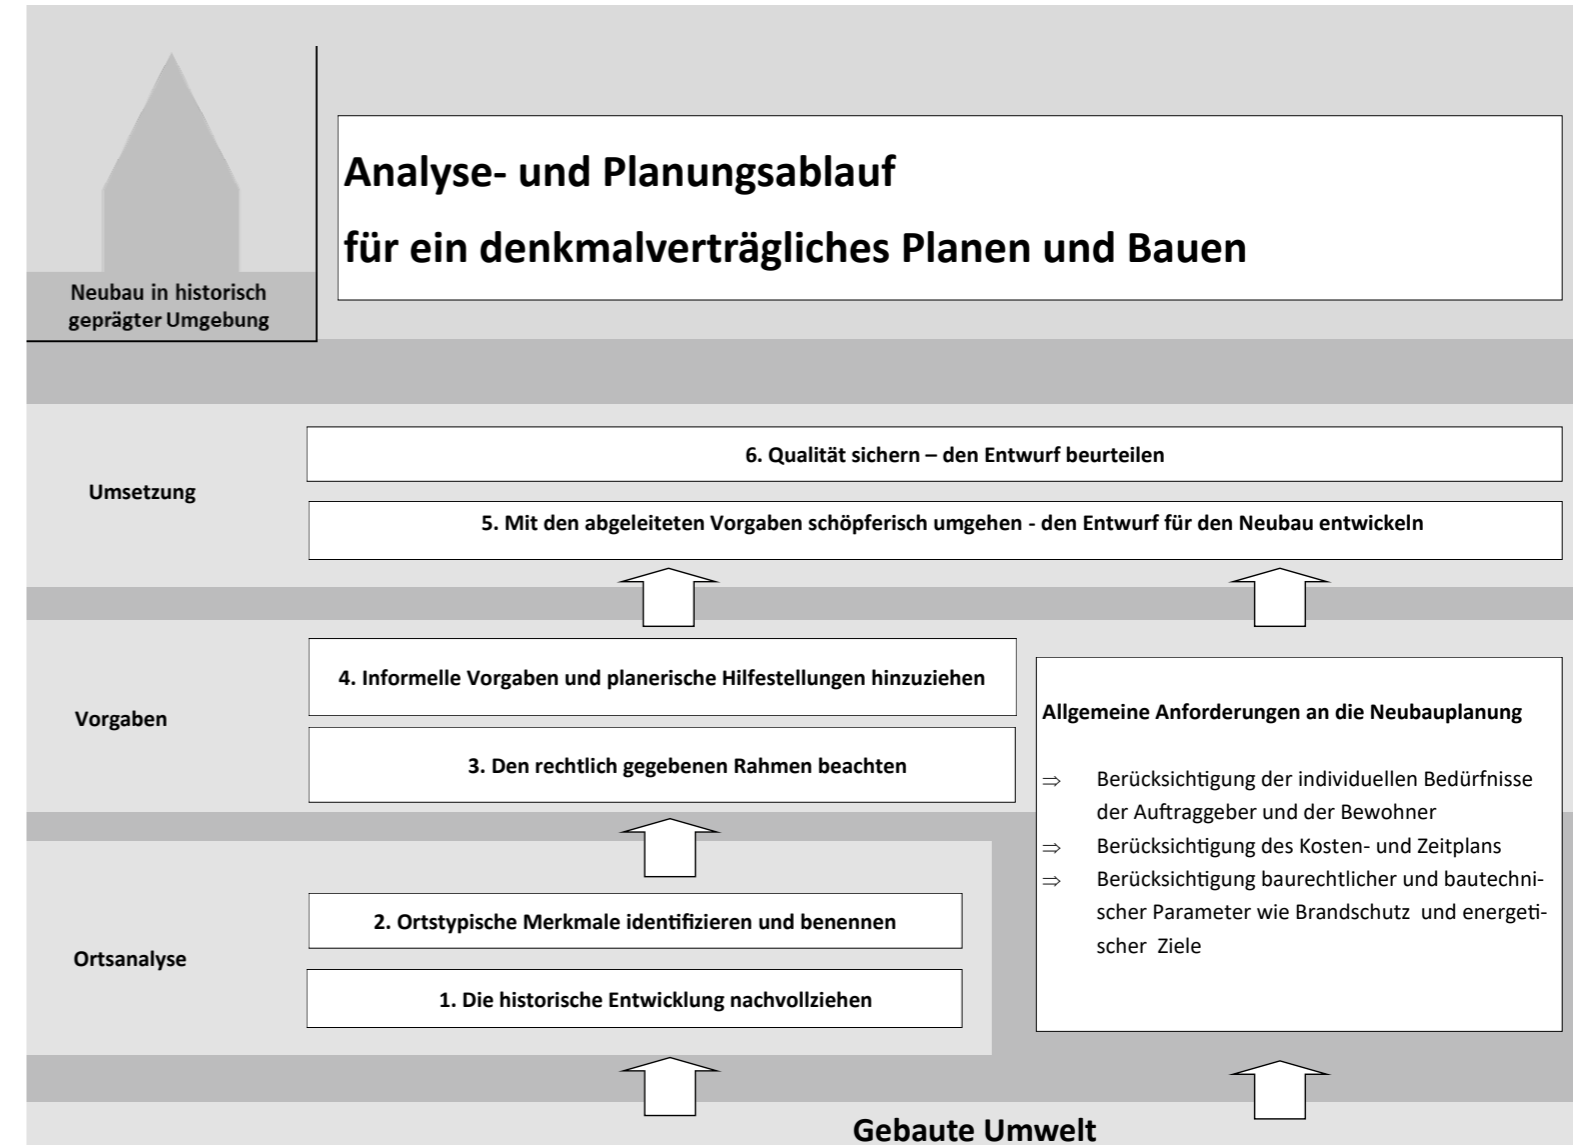 Neubau in historisch
geprägter Umgebung
Analyse- und Planungsablauf
für ein denkmalverträgliches Planen und Bauen
Umsetzung
6. Qualität sichern – den Entwurf beurteilen
5. Mit den abgeleiteten Vorgaben schöpferisch umgehen - den Entwurf für den Neubau entwickeln
Vorgaben
4. Informelle Vorgaben und planerische Hilfestellungen hinzuziehen
3. Den rechtlich gegebenen Rahmen beachten
Allgemeine Anforderungen an die Neubauplanung
⇒ Berücksichtigung der individuellen Bedürfnisse
der Auftraggeber und der Bewohner
⇒ Berücksichtigung des Kosten- und Zeitplans
⇒ Berücksichtigung baurechtlicher und bautechni-
scher Parameter wie Brandschutz und energeti-
scher Ziele
Ortsanalyse
2. Ortstypische Merkmale identifizieren und benennen
1. Die historische Entwicklung nachvollziehen
Gebaute Umwelt